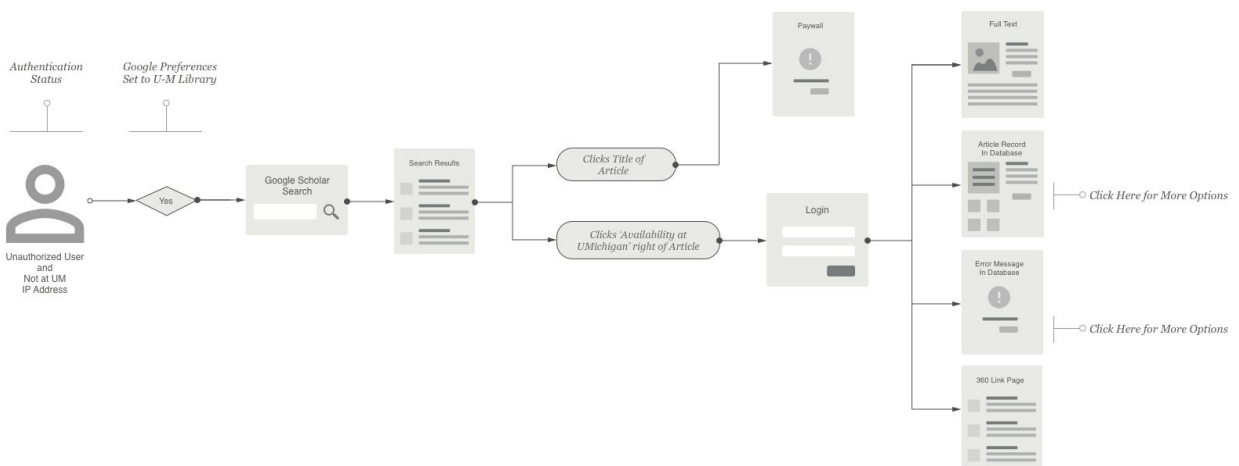 Authentication
Status
Google Preferences
Set to U-M Library
Unauthorized User
and
Not at UM
IP Address
Yes
Google Scholar
Search
Search Results
Clicks Title of
Article
Clicks 'Availability at
UMichigan' right of Article
Paywall
Login
Full Text
Article Record
In Database
Click Here for More Options
Error Message
In Database
Click Here for More Options
360 Link Page